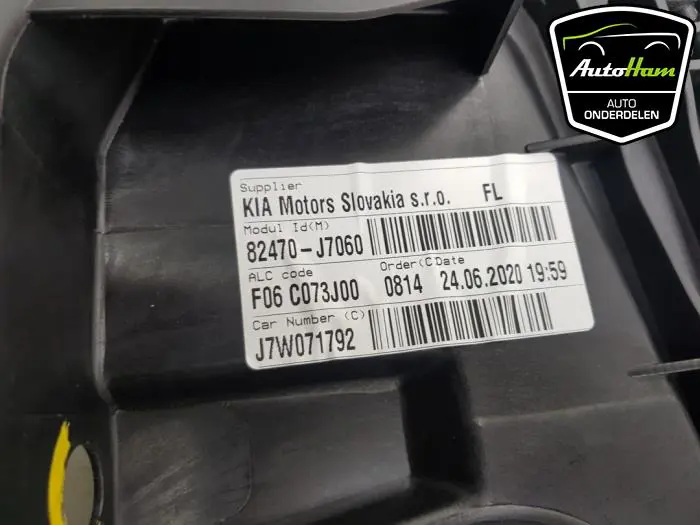 AutoHam
AUTO
ONDERDELEN
Supplier
KIA Motors Slovakia s.r.o. FL
Modul Id(M)
82470-J7060
ALC code Order(C Date
F06 C073J00 0814 24.06.2020 19:59
Car Number (C)
J7W071792